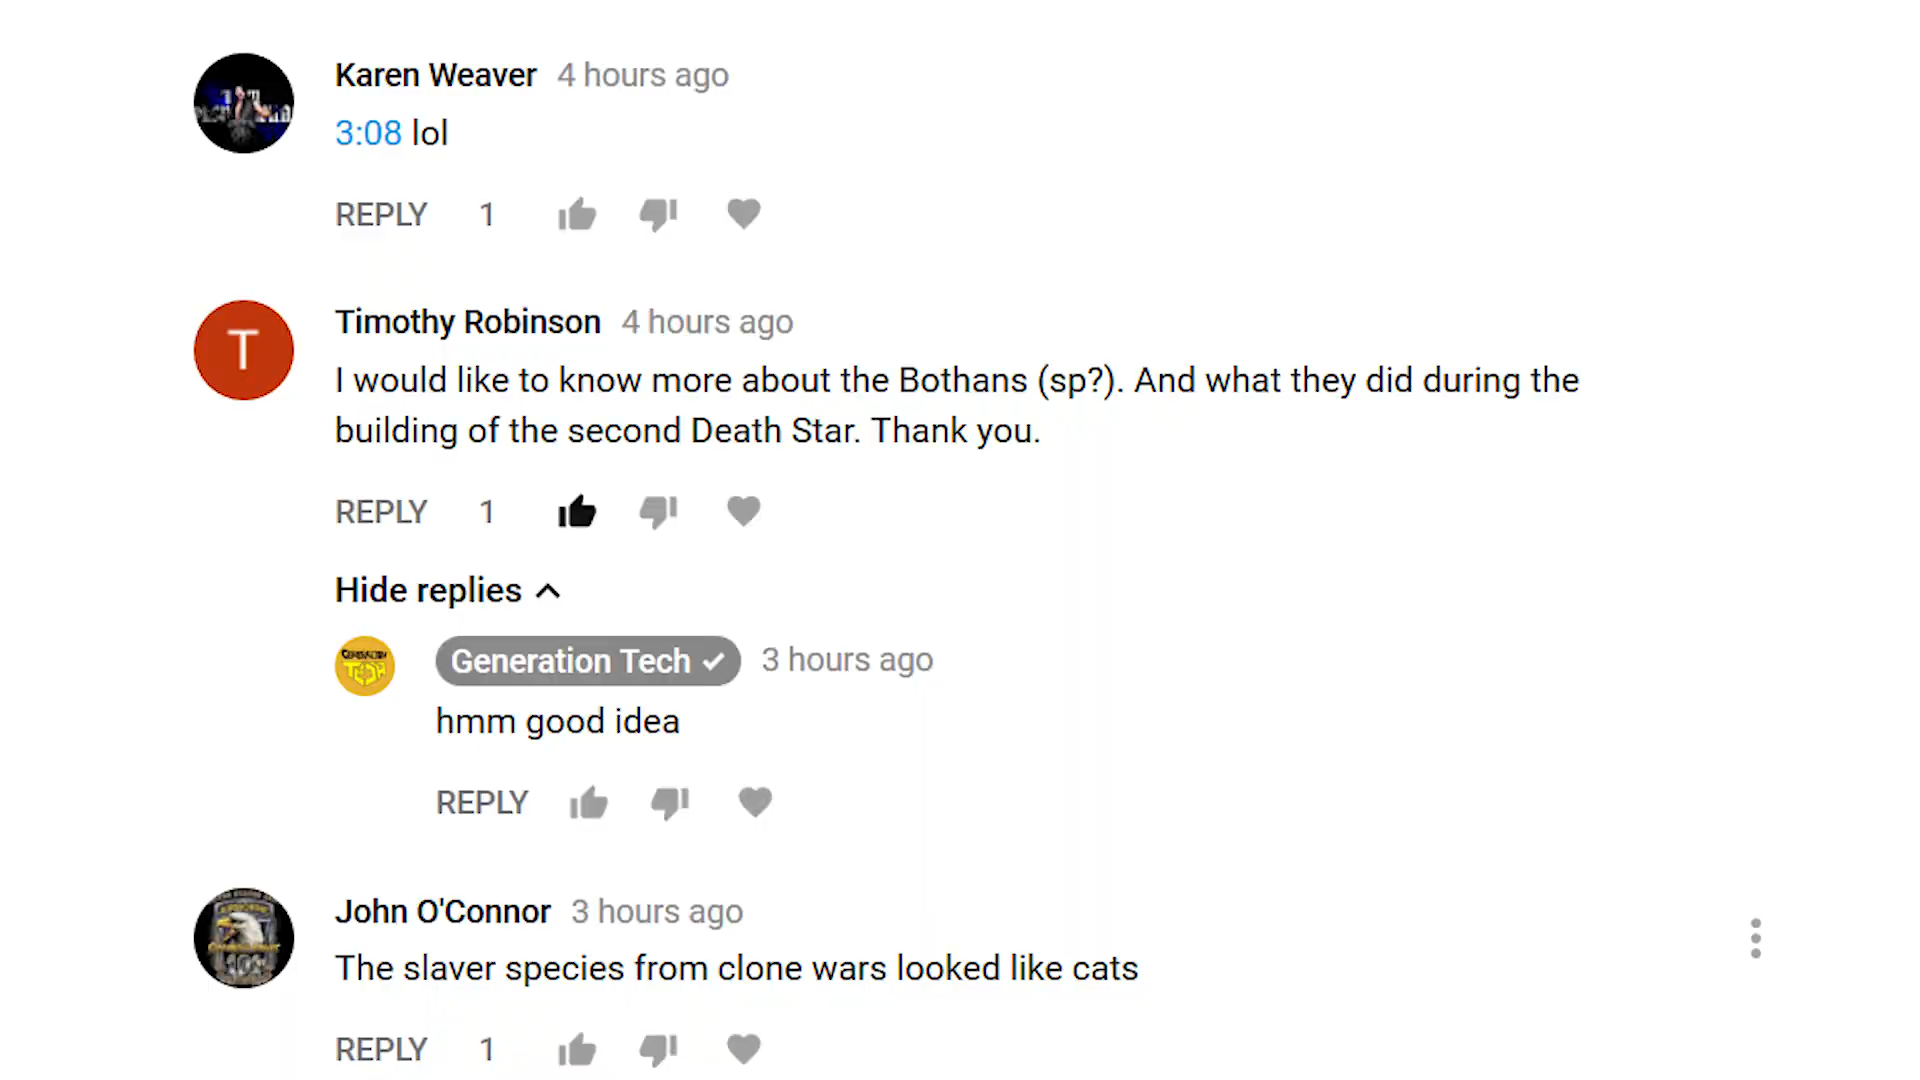 Karen Weaver 4 hours ago
3:08 lol
REPLY 1
T
Timothy Robinson 4 hours ago
I would like to know more about the Bothans (sp?). And what they did during the
building of the second Death Star. Thank you.
REPLY 1
Hide replies
GENERATION
TECH
Generation Tech 3 hours ago
hmm good idea
REPLY
John O'Connor 3 hours ago
The slaver species from clone wars looked like cats
REPLY 1